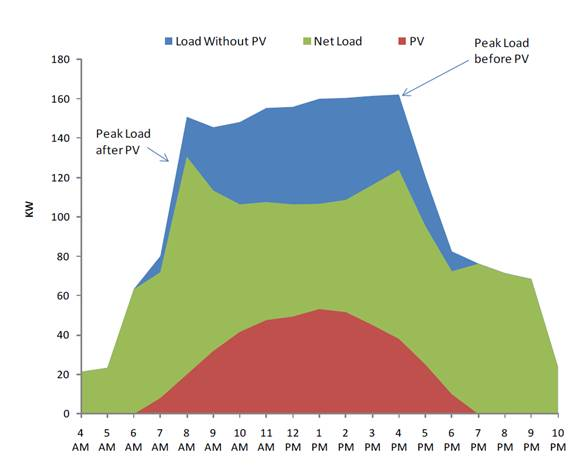 Load Without PV Net Load PV
Peak Load
before PV
Peak Load
after PV
KW
180
160
140
120
100
80
60
40
20
0
4 5 6 7 8 9 10 11 12 1 2 3 4 5 6 7 8 9 10
AM AM AM AM AM AM AM AM PM PM PM PM PM PM PM PM PM PM PM